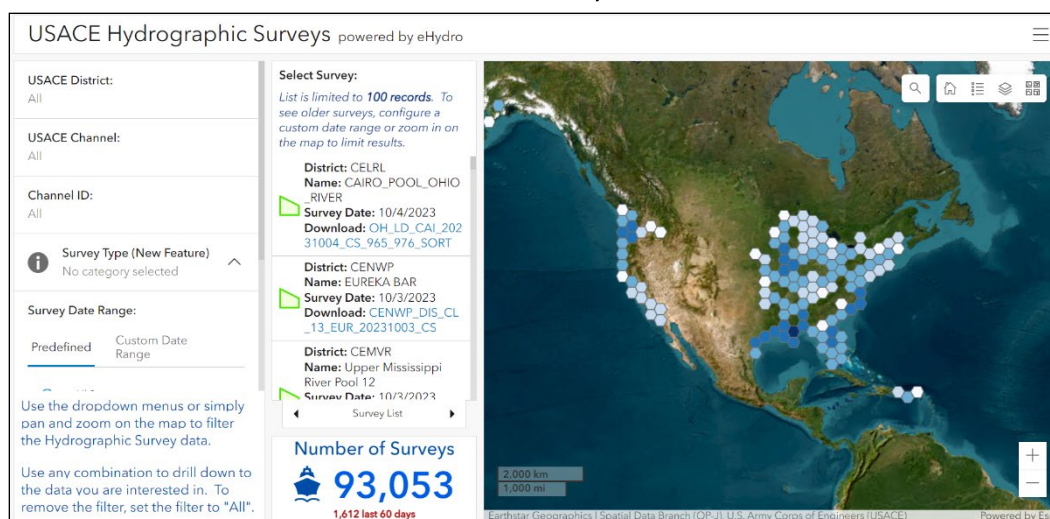 USACE Hydrographic Surveys powered by eHydro
USACE District:
All
USACE Channel:
All
Channel ID:
All
Survey Type (New Feature)
No category selected
Survey Date Range:
Predefined
Custom Date
Range
Use the dropdown menus or simply
pan and zoom on the map to filter
the Hydrographic Survey data.
Use any combination to drill down to
the data you are interested in. To
remove the filter, set the filter to "All".
Select Survey:
List is limited to 100 records. To
see older surveys, configure a
custom date range or zoom in on
the map to limit results.
District: CELRL
Name: CAIRO_POOL_OHIO
_RIVER
Survey Date: 10/4/2023
Download: OH_LD_CAI_202
31004_CS_965_976_SORT
District: CENWP
Name: EUREKA BAR
Survey Date: 10/3/2023
Download: CENWP_DIS_CL
_13_EUR_20231003_CS
District: CEMVR
Name: Upper Mississippi
River Pool 12
Survey Date: 10/3/2023
Survey List
Number of Surveys
93,053
1,612 last 60 days
2,000 km
1,000 mi
Earthstar Geographics | Spatial Data Branch (OP-J), U.S. Army Corps of Engineers (USACE)
Powered by Es